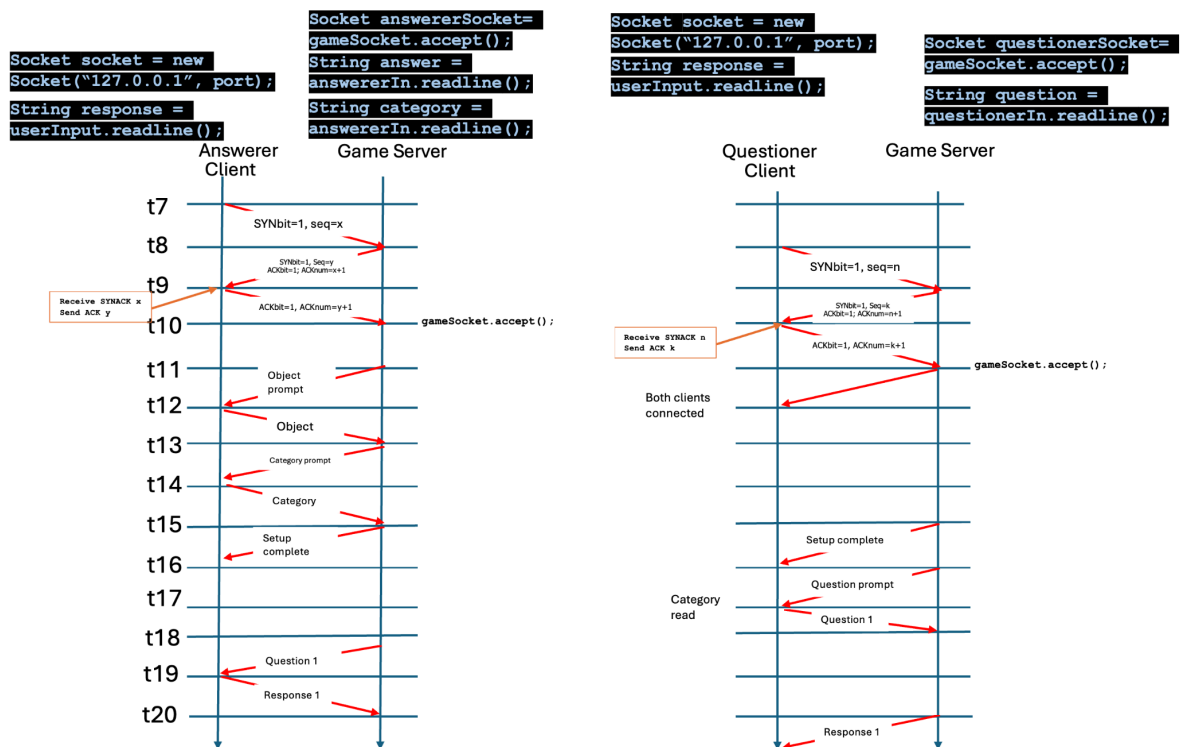 Socket socket = new
Socket(“127.0.0.1”, port);
String response =
userInput.readline();
Socket answererSocket=
gameSocket.accept();
String answer =
answererIn.readline();
String category =
answererIn.readline();
Answerer
Client
Game Server
t7
SYNbit=1, seq=x
t8
SYNbit=1, Seq=y
ACKbit=1; ACKnum=x+1
t9
Receive SYNACK x
Send ACK y
ACKbit=1, ACKnum=y+1
t10
gameSocket.accept();
t11
Object
prompt
t12
Object
t13
Category prompt
t14
Category
t15
Setup
complete
t16
t17
t18
Question 1
t19
Response 1
t20
Socket socket = new
Socket(“127.0.0.1”, port);
String response =
userInput.readline();
Socket questionerSocket=
gameSocket.accept();
String question =
questionerIn.readline();
Questioner
Client
Game Server
SYNbit=1, seq=n
SYNbit=1, Seq=k
ACKbit=1; ACKnum=n+1
Receive SYNACK n
Send ACK k
ACKbit=1, ACKnum=k+1
gameSocket.accept();
Both clients
connected
Setup complete
Question prompt
Category
read
Question 1
Response 1